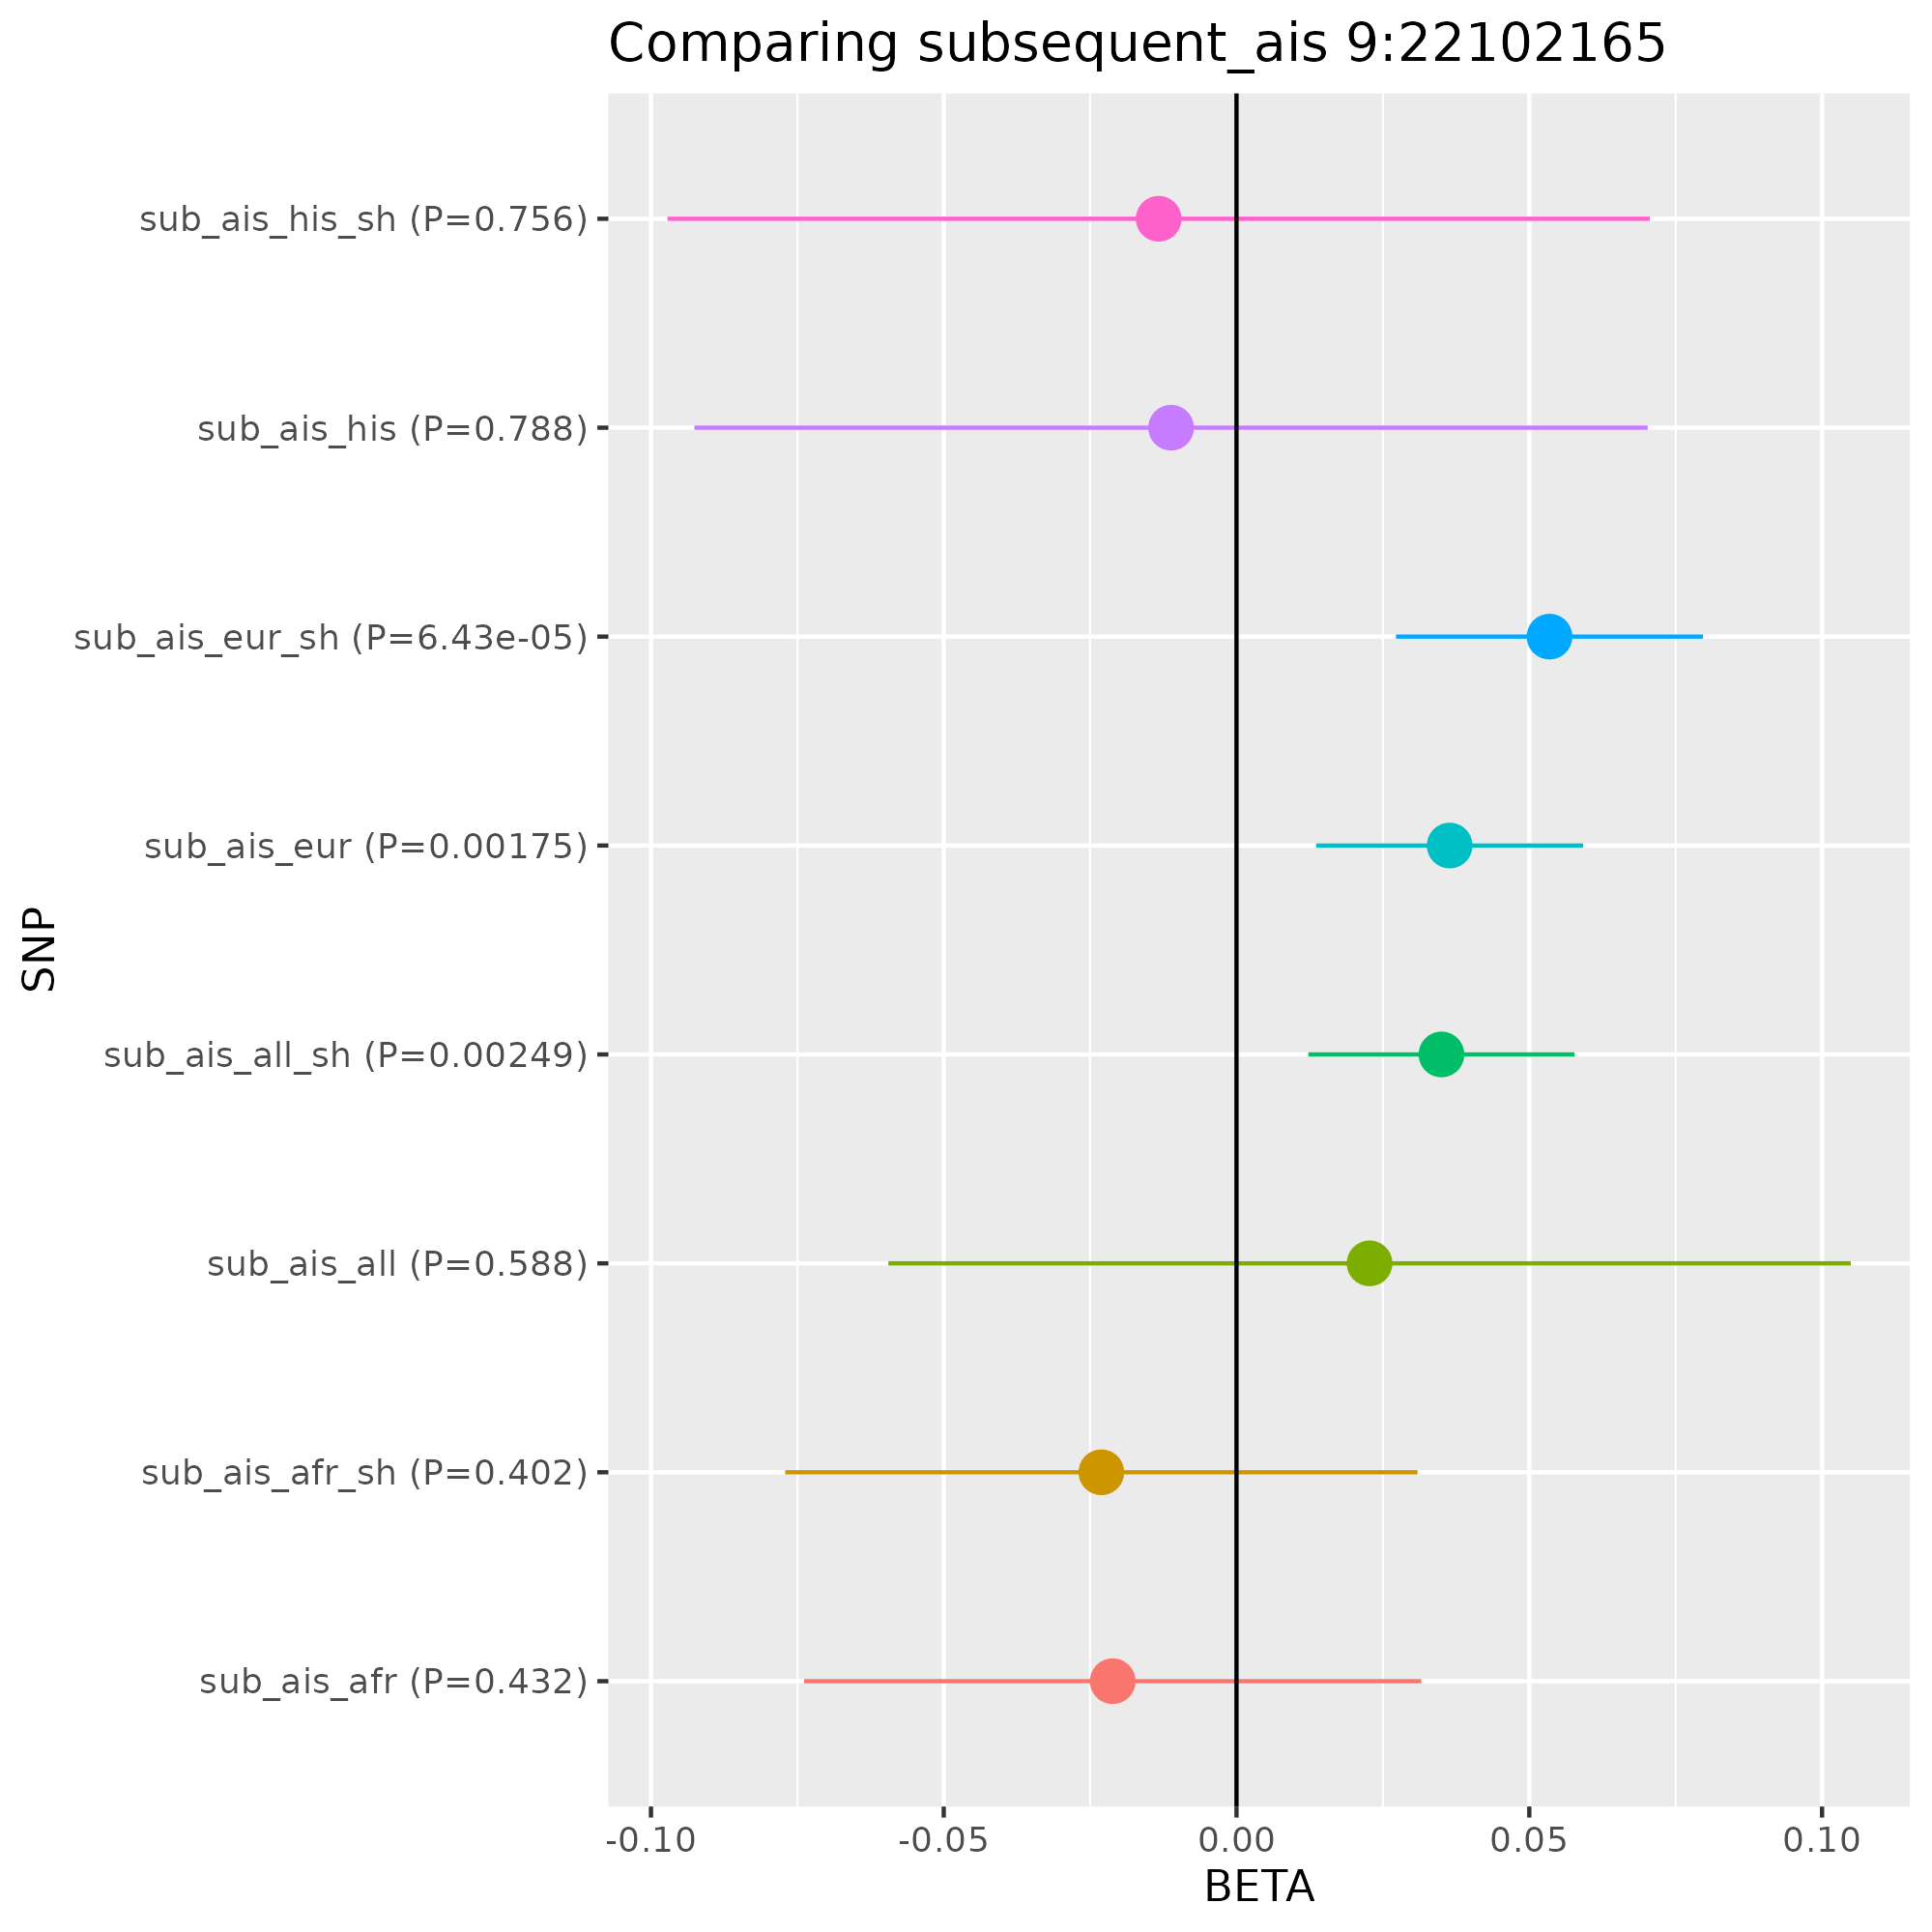 Comparing subsequent_ais 9:22102165
sub_ais_his_sh (P=0.756)
sub_ais_his (P=0.788)
sub_ais_eur_sh (P=6.43e-05)
sub_ais_eur (P=0.00175)
SNP
sub_ais_all_sh (P=0.00249)
sub_ais_all (P=0.588)
sub_ais_afr_sh (P=0.402)
sub_ais_afr (P=0.432)
-0.10 -0.05 0.00 0.05 0.10
BETA